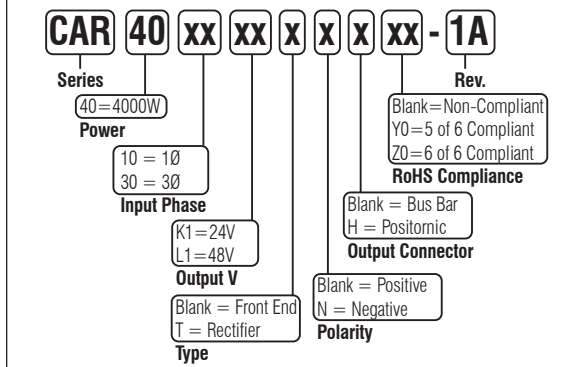 CAR 40 xx xx x x x xx - 1A
Series
Rev.
40=4000W
Power
Blank=Non-Compliant
Y0=5 of 6 Compliant
Z0=6 of 6 Compliant
RoHS Compliance
10 = 1Ø
30 = 3Ø
Input Phase
Blank = Bus Bar
H = Positornic
Output Connector
K1=24V
L1=48V
Output V
Blank = Positive
N = Negative
Polarity
Blank = Front End
T = Rectifier
Type